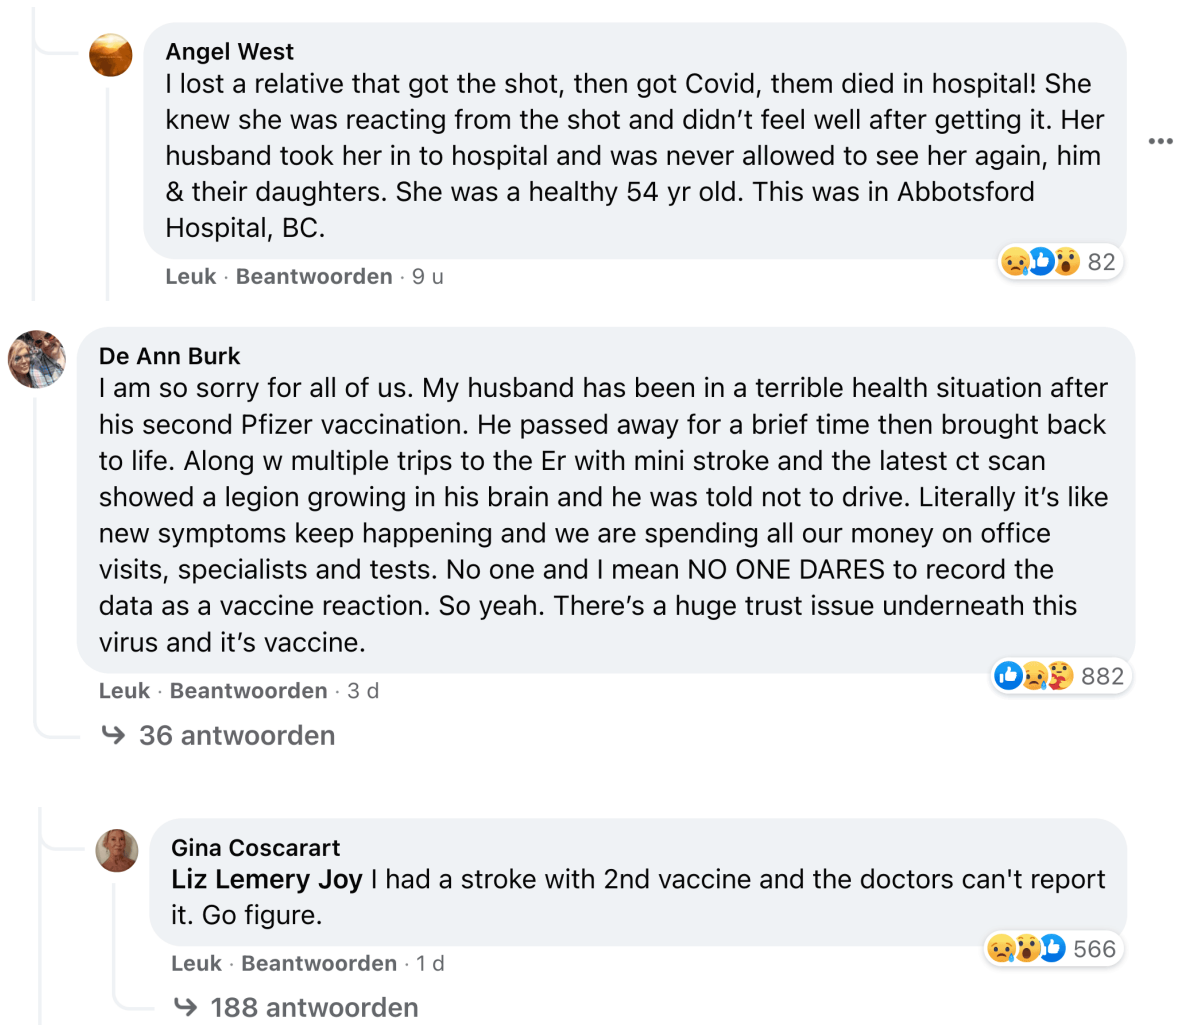 Angel West
I lost a relative that got the shot, then got Covid, them died in hospital! She
knew she was reacting from the shot and didn’t feel well after getting it. Her
husband took her in to hospital and was never allowed to see her again, him
& their daughters. She was a healthy 54 yr old. This was in Abbotsford
Hospital, BC.
82
Leuk · Beantwoorden · 9 u
De Ann Burk
I am so sorry for all of us. My husband has been in a terrible health situation after
his second Pfizer vaccination. He passed away for a brief time then brought back
to life. Along w multiple trips to the Er with mini stroke and the latest ct scan
showed a legion growing in his brain and he was told not to drive. Literally it’s like
new symptoms keep happening and we are spending all our money on office
visits, specialists and tests. No one and I mean NO ONE DARES to record the
data as a vaccine reaction. So yeah. There’s a huge trust issue underneath this
virus and it’s vaccine.
882
Leuk · Beantwoorden · 3 d
36 antwoorden
Gina Coscarart
Liz Lemery Joy I had a stroke with 2nd vaccine and the doctors can't report
it. Go figure.
566
Leuk · Beantwoorden · 1 d
188 antwoorden